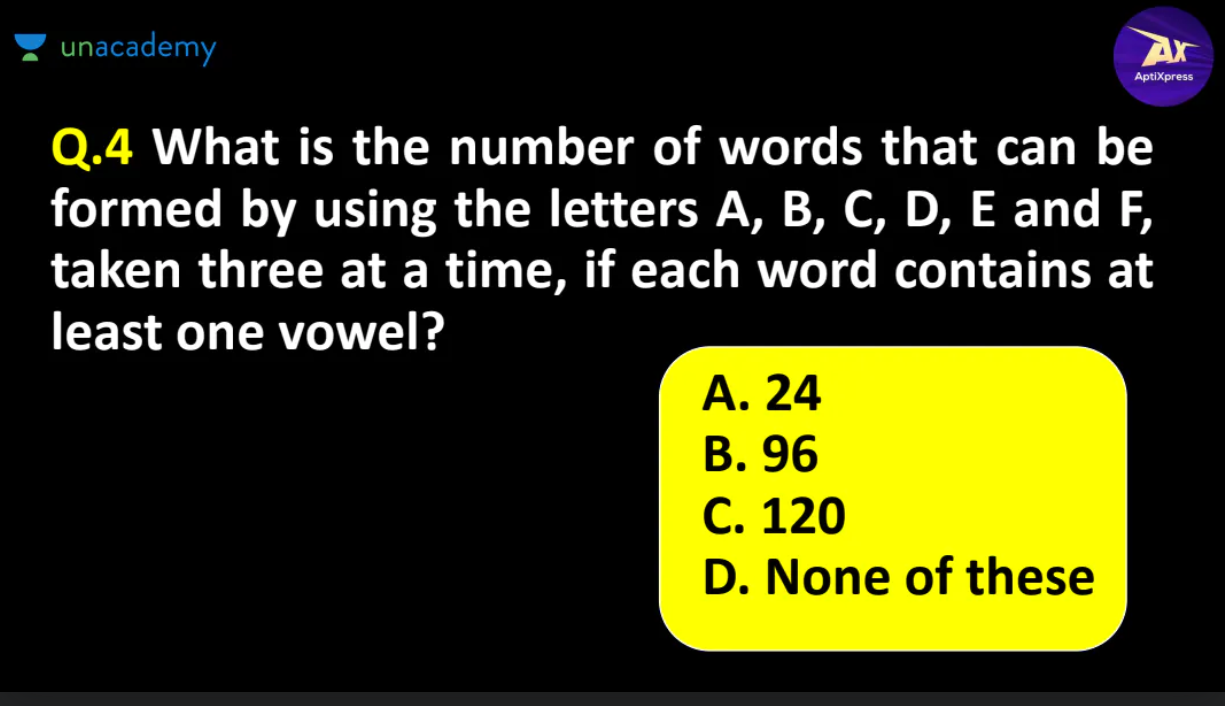 unacademy
AX
AptiXpress
Q.4 What is the number of words that can be
formed by using the letters A, B, C, D, E and F,
taken three at a time, if each word contains at
least one vowel?
A. 24
B. 96
C. 120
D. None of these